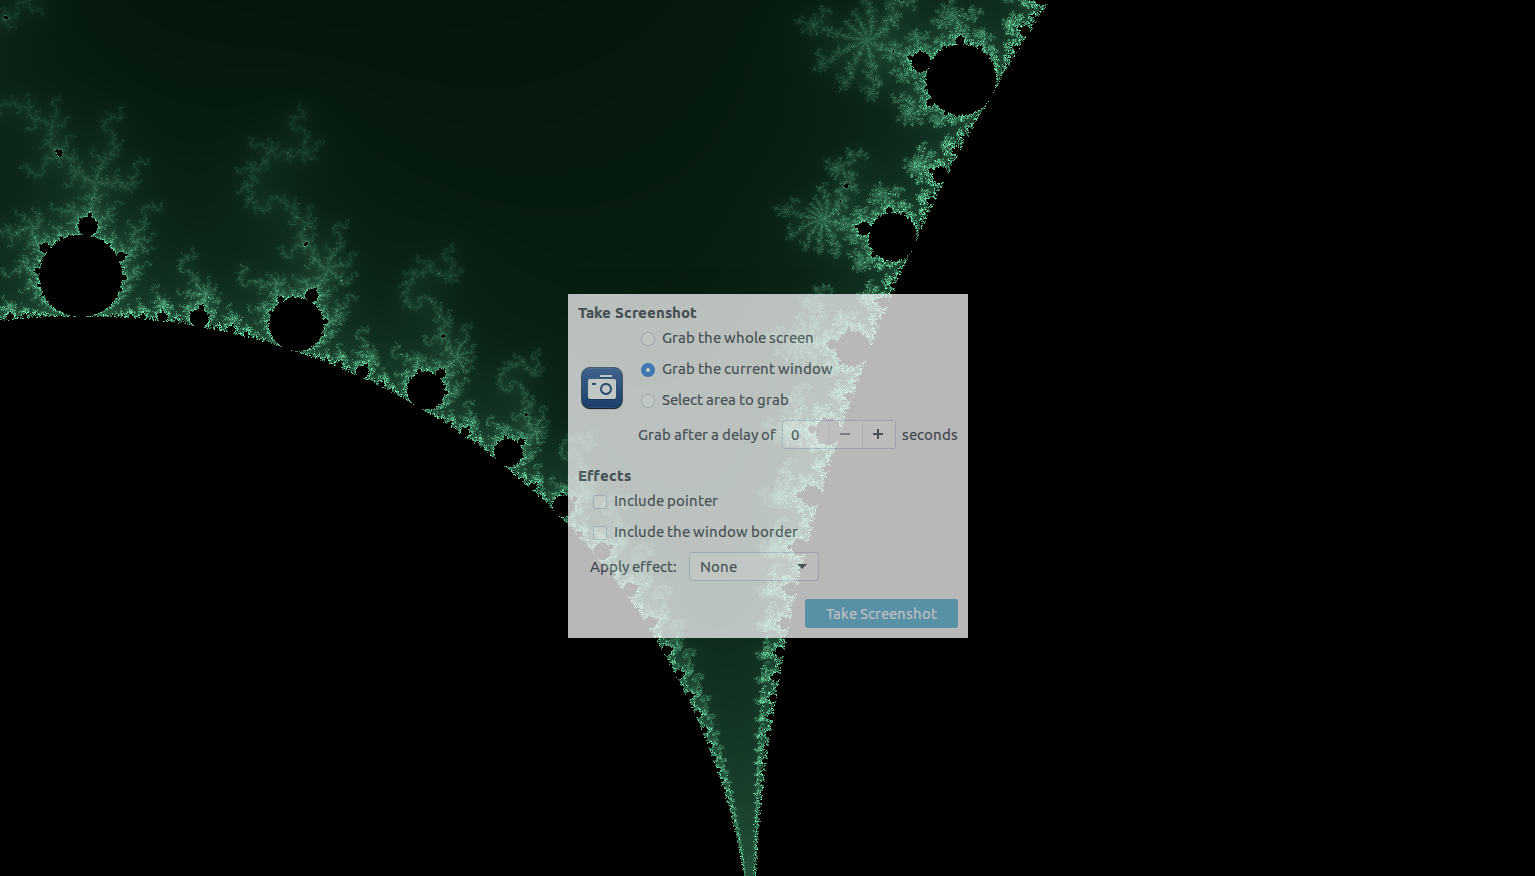 Take Screenshot
Grab the whole screen
Grab the current window
Select area to grab
Grab after a delay of 0 − + seconds
Effects
Include pointer
Include the window border
Apply effect: None
Take Screenshot